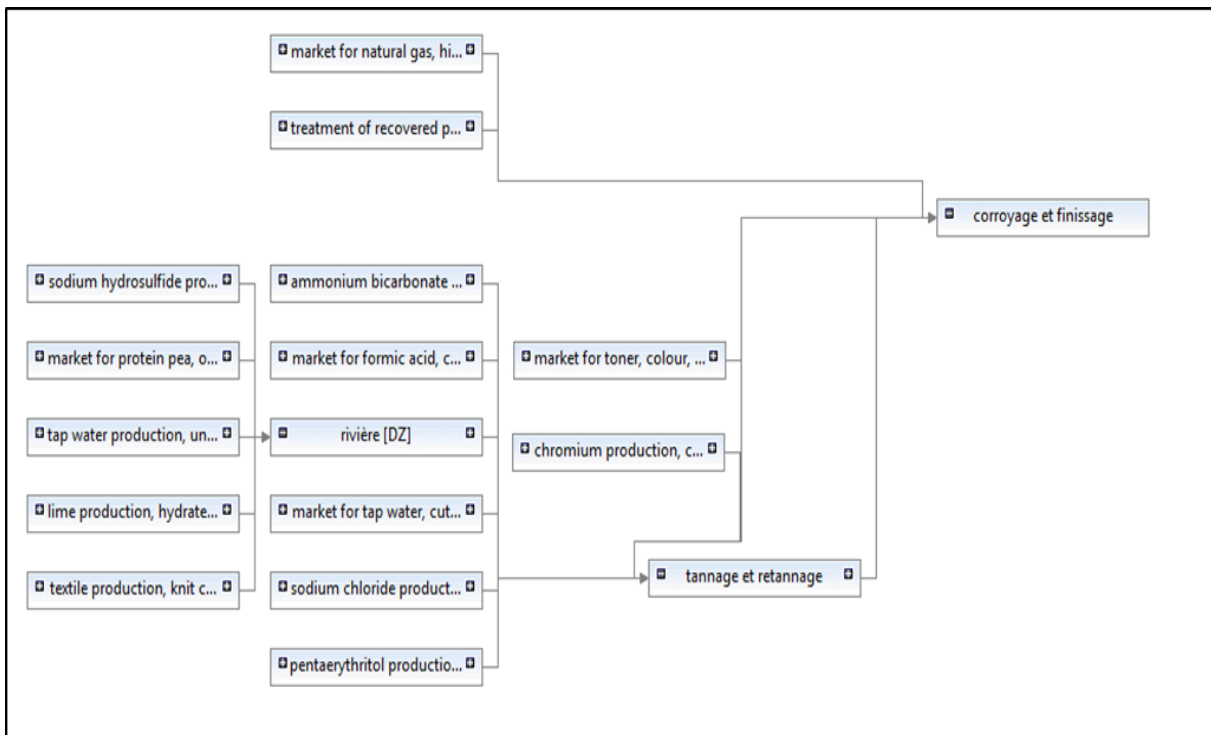 market for natural gas, hi...
treatment of recovered p...
corroyage et finissage
sodium hydrosulfide pro...
ammonium bicarbonate ...
market for protein pea, o...
market for formic acid, c...
market for toner, colour, ...
tap water production, un...
rivière [DZ]
chromium production, c...
lime production, hydrate...
market for tap water, cut...
textile production, knit c...
sodium chloride product...
tannage et retannage
pentaerythritol productio...